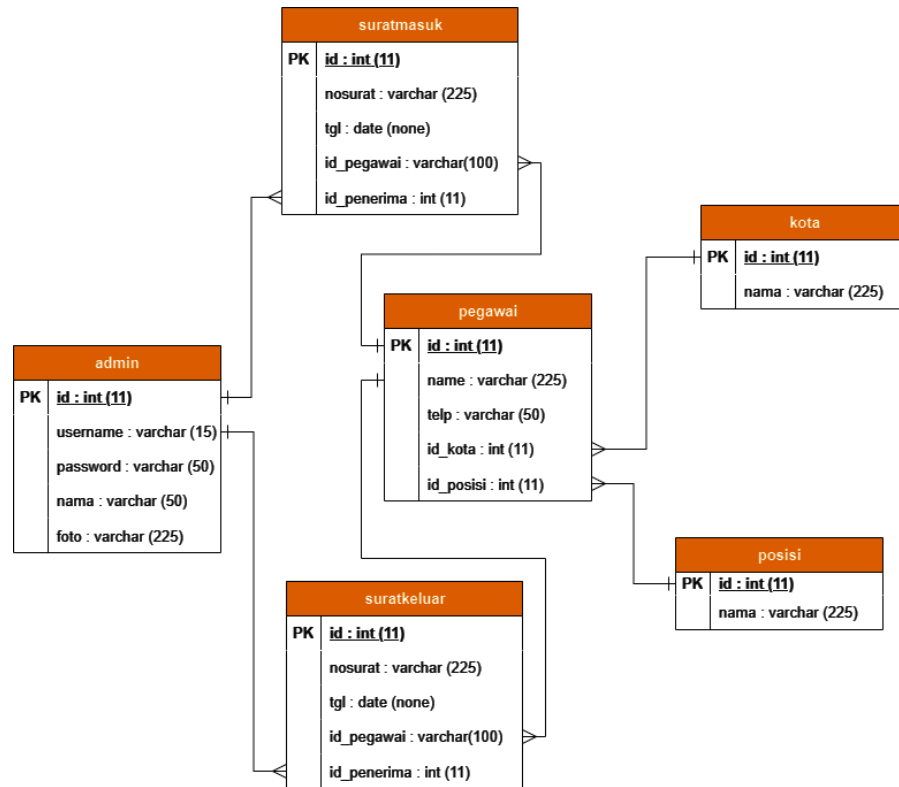 suratmasuk
PK id : int (11)
nosurat : varchar (225)
tgl : date (none)
id_pegawai : varchar(100)
id_penerima : int (11)
kota
PK id : int (11)
nama : varchar (225)
pegawai
PK id : int (11)
name : varchar (225)
telp : varchar (50)
id_kota : int (11)
id_posisi : int (11)
admin
PK id : int (11)
username : varchar (15)
password : varchar (50)
nama : varchar (50)
foto : varchar (225)
posisi
PK id : int (11)
nama : varchar (225)
suratkeluar
PK id : int (11)
nosurat : varchar (225)
tgl : date (none)
id_pegawai : varchar(100)
id_penerima : int (11)